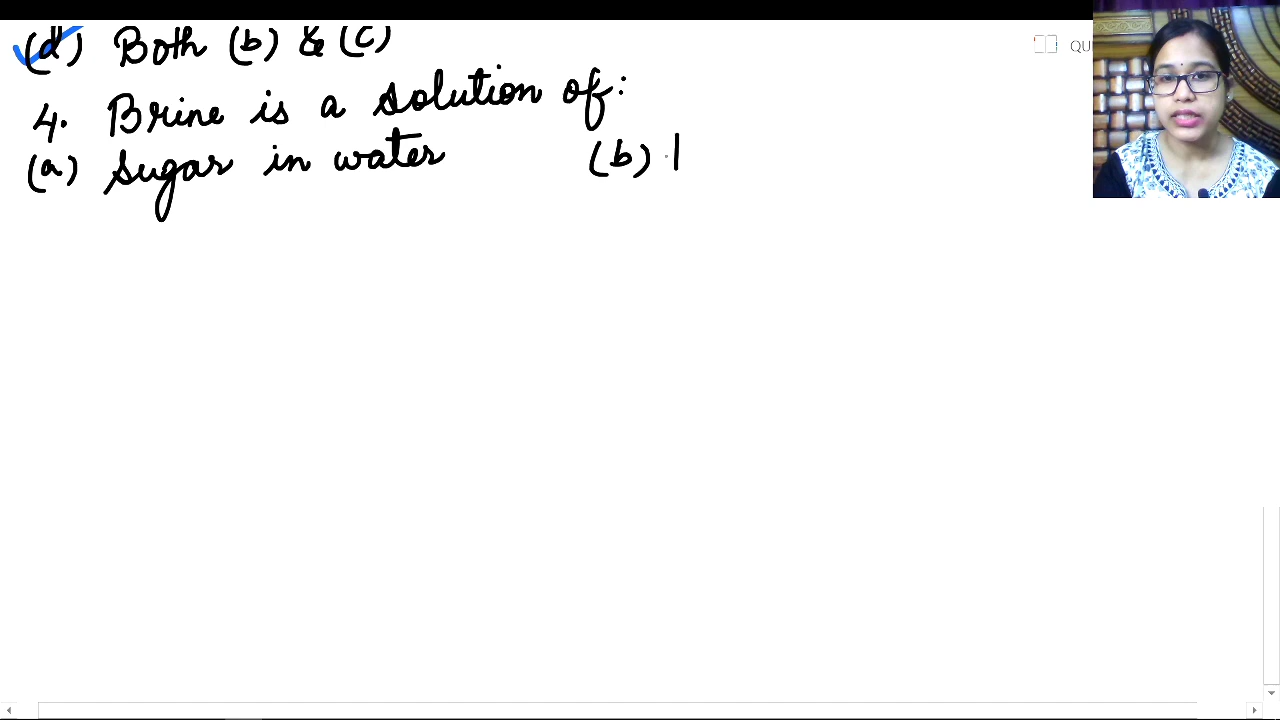 (d) Both (b) & (c)
4. Brine is a solution of:
(a) Sugar in water (b)
QU